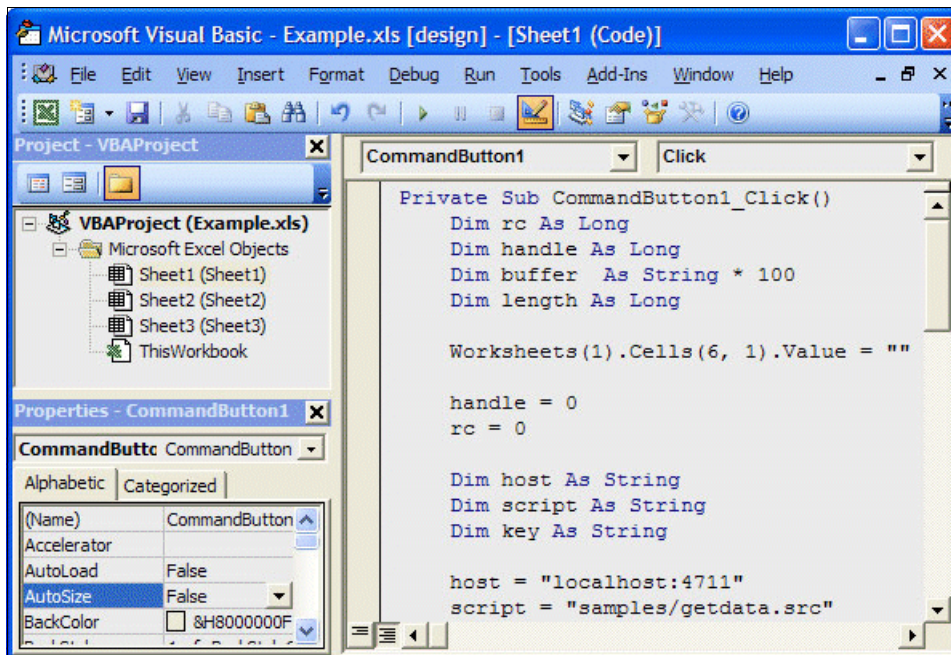 Microsoft Visual Basic - Example.xls [design] - [Sheet1 (Code)]
File Edit View Insert Format Debug Run Tools Add-Ins Window Help
Project - VBAProject
VBAProject (Example.xls)
Microsoft Excel Objects
Sheet1 (Sheet1)
Sheet2 (Sheet2)
Sheet3 (Sheet3)
ThisWorkbook
Properties - CommandButton1
CommandButtc CommandButton
Alphabetic Categorized
(Name) CommandButton
Accelerator
AutoLoad False
AutoSize False
BackColor &H8000000F
CommandButton1 Click
Private Sub CommandButton1_Click()
Dim rc As Long
Dim handle As Long
Dim buffer  As String * 100
Dim length As Long
Worksheets(1).Cells(6, 1).Value = ""
handle = 0
rc = 0
Dim host As String
Dim script As String
Dim key As String
host = "localhost:4711"
script = "samples/getdata.src"